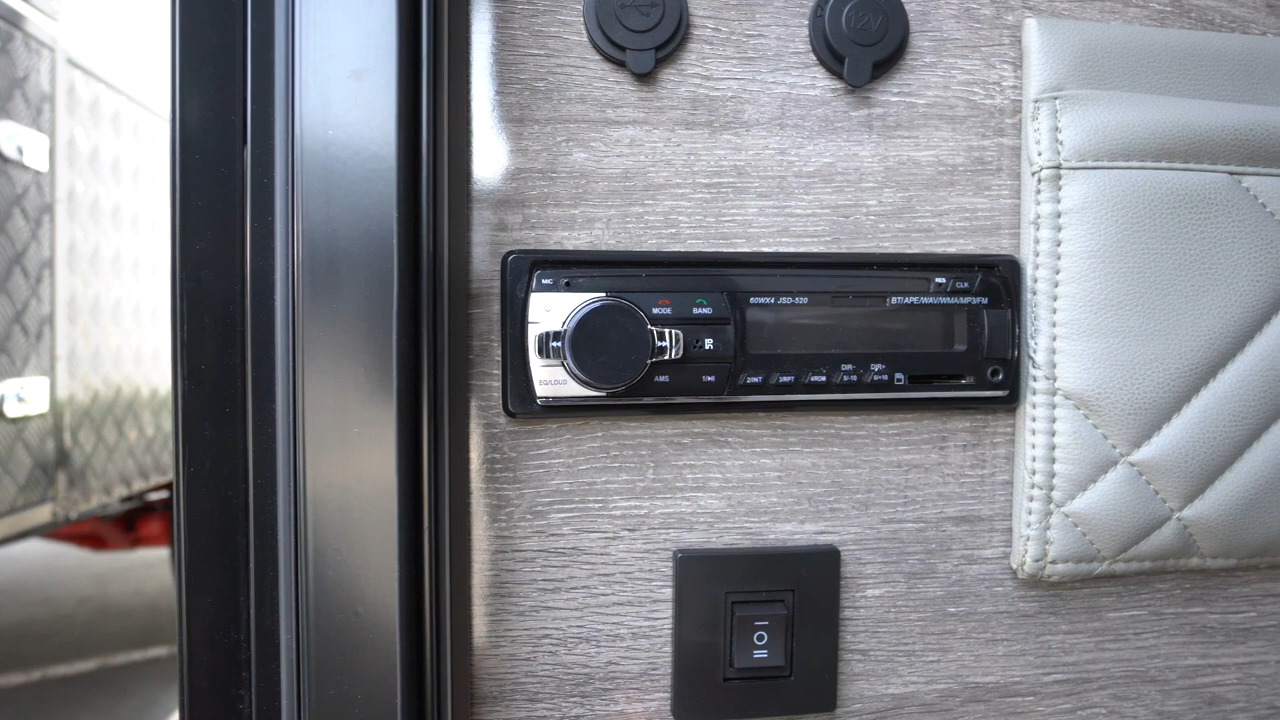 12V
MIC
RES
CLK
60WX4 JSD-520
BT/APE/WAV/WMA/MP3/FM
MODE
BAND
EQ/LOUD
AMS
1/▶II
2/INT
3/RPT
4/RDM
DIR-
5/-10
DIR+
6/+10
I
O
II